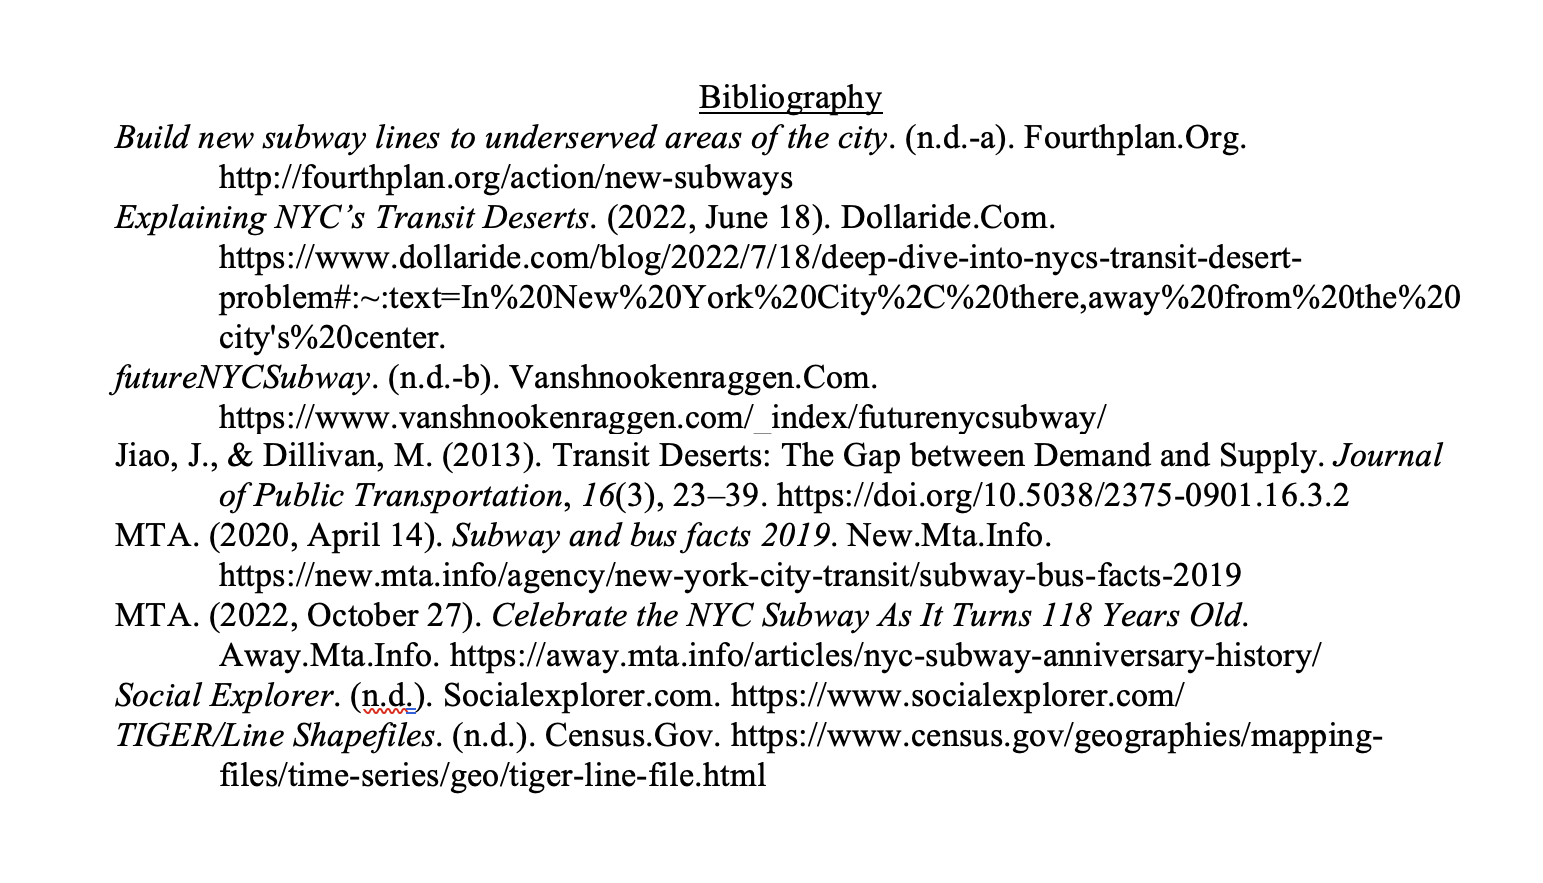 Bibliography
Build new subway lines to underserved areas of the city. (n.d.-a). Fourthplan.Org.
http://fourthplan.org/action/new-subways
Explaining NYC’s Transit Deserts. (2022, June 18). Dollaride.Com.
https://www.dollaride.com/blog/2022/7/18/deep-dive-into-nycs-transit-desert-
problem#:~:text=In%20New%20York%20City%2C%20there,away%20from%20the%20
city's%20center.
futureNYCSubway. (n.d.-b). Vanshnookenraggen.Com.
https://www.vanshnookenraggen.com/_index/futurenycsubway/
Jiao, J., & Dillivan, M. (2013). Transit Deserts: The Gap between Demand and Supply. Journal
of Public Transportation, 16(3), 23–39. https://doi.org/10.5038/2375-0901.16.3.2
MTA. (2020, April 14). Subway and bus facts 2019. New.Mta.Info.
https://new.mta.info/agency/new-york-city-transit/subway-bus-facts-2019
MTA. (2022, October 27). Celebrate the NYC Subway As It Turns 118 Years Old.
Away.Mta.Info. https://away.mta.info/articles/nyc-subway-anniversary-history/
Social Explorer. (n.d.). Socialexplorer.com. https://www.socialexplorer.com/
TIGER/Line Shapefiles. (n.d.). Census.Gov. https://www.census.gov/geographies/mapping-
files/time-series/geo/tiger-line-file.html